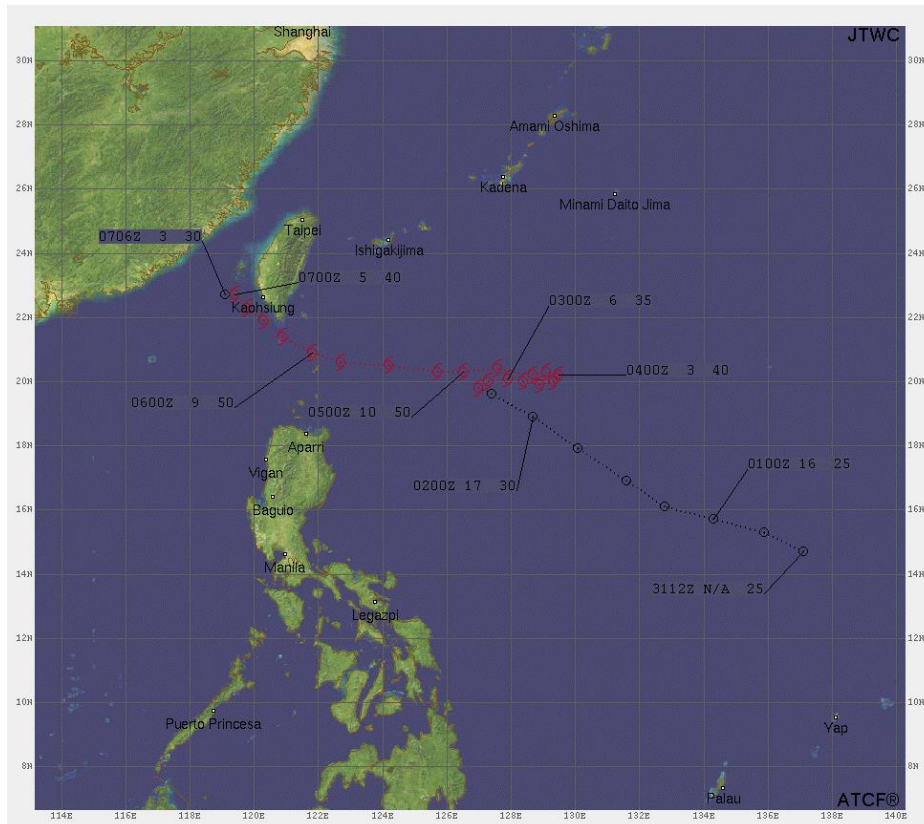 Shanghai
JTWC
30N
28N
Amami Oshima
26N
Kadena
Minami Daito Jima
Taipei
0706Z 3 30
Ishigakijima
24N
0700Z 5 40
0300Z 6 35
Kaohsiung
22N
0400Z 3 40
20N
0600Z 9 50
0500Z 10 50
18N
Aparri
Vigan
0100Z 16 25
0200Z 17 30
Baguio
16N
Manila
14N
3112Z N/A 25
Legazpi
12N
10N
Puerto Princesa
Yap
8N
Palau
ATCF®
114E 116E 118E 120E 122E 124E 126E 128E 130E 132E 134E 136E 138E 140E